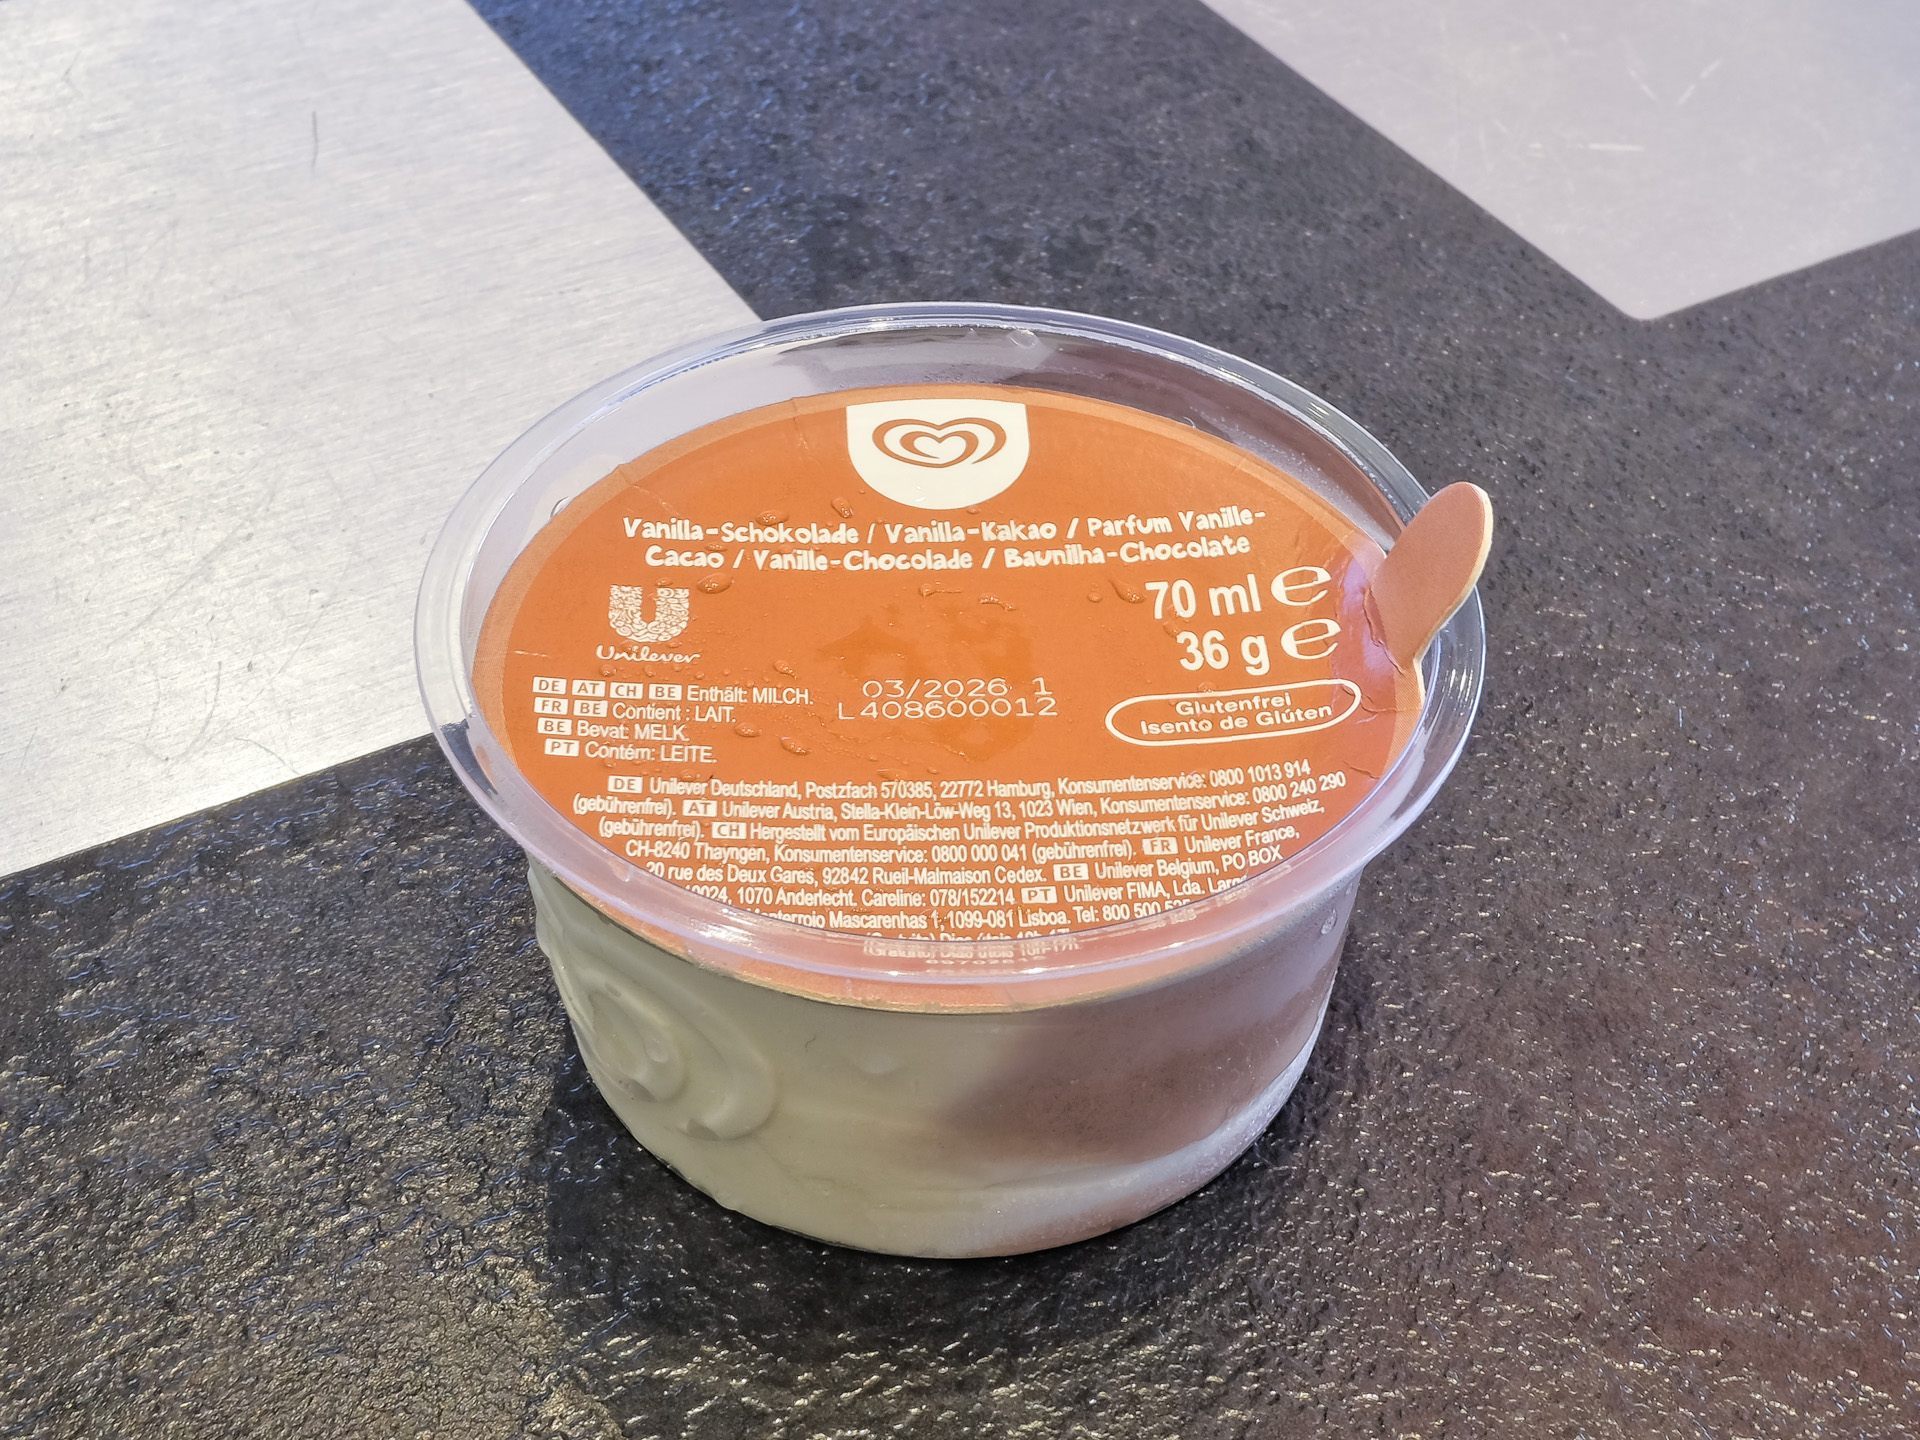 Vanilla-Schokolade / Vanilla-Kakao / Parfum Vanille-
Cacao / Vanille-Chocolade / Baunilha-Chocolate
70 ml e
36 g e
Unilever
DE AT CH BE Enthält: MILCH.
FR BE Contient : LAIT.
BE Bevat: MELK.
PT Contém: LEITE.
03/2026 1
L408600012
Glutenfrei
Isento de Glúten
DE Unilever Deutschland, Postzfach 570385, 22772 Hamburg, Konsumentenservice: 0800 1013 914
(gebührenfrei). AT Unilever Austria, Stella-Klein-Löw-Weg 13, 1023 Wien, Konsumentenservice: 0800 240 290
(gebührenfrei). CH Hergestellt vom Europäischen Unilever Produktionsnetzwerk für Unilever Schweiz,
CH-8240 Thayngen, Konsumentenservice: 0800 000 041 (gebührenfrei). FR Unilever France,
20 rue des Deux Gares, 92842 Rueil-Malmaison Cedex. BE Unilever Belgium, PO BOX
1070 Anderlecht. Careline: 078/152214 PT Unilever FIMA, Lda.
Monterroio Mascarenhas 1, 1099-081 Lisboa. Tel: 800 500